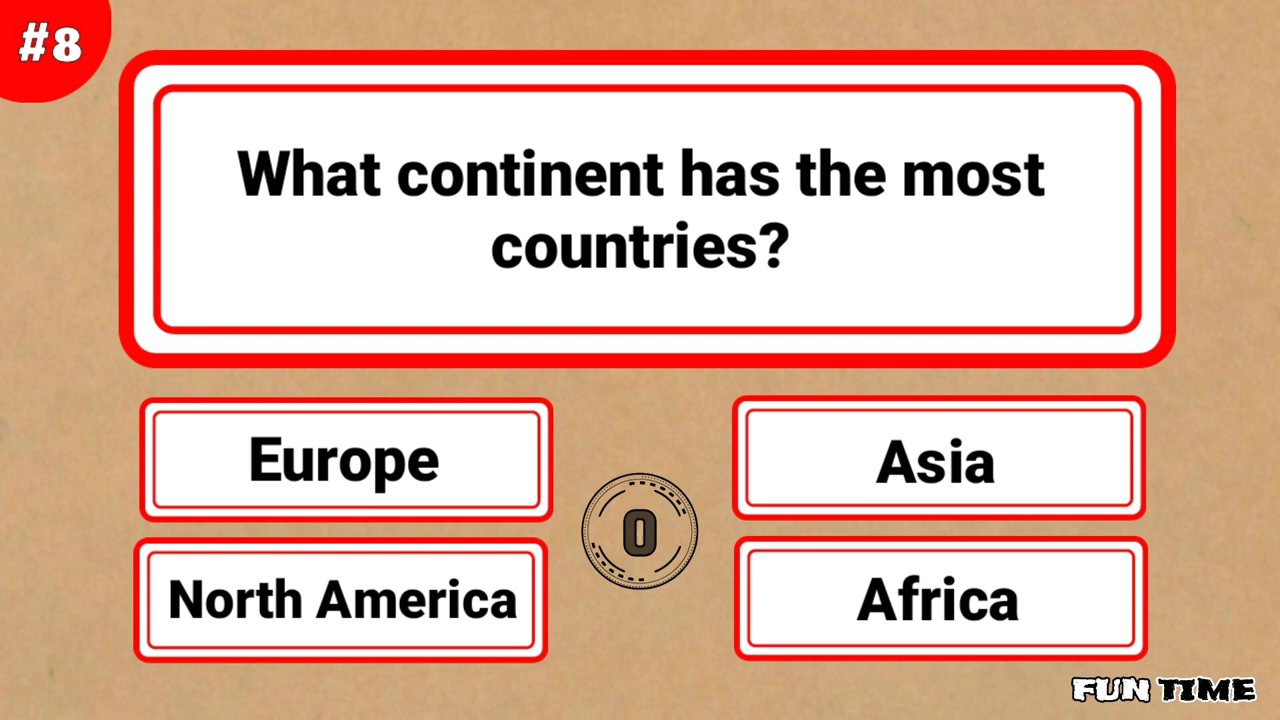 #8
What continent has the most
countries?
Europe
Asia
0
North America
Africa
FUN TIME